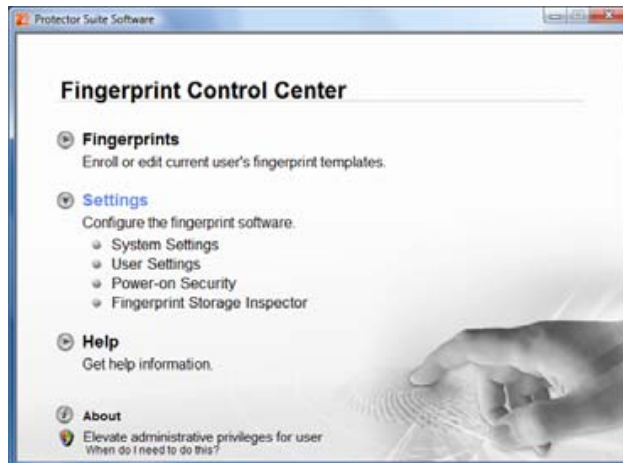 Protector Suite Software
Fingerprint Control Center
Fingerprints
Enroll or edit current user's fingerprint templates.
Settings
Configure the fingerprint software.
System Settings
User Settings
Power-on Security
Fingerprint Storage Inspector
Help
Get help information.
About
Elevate administrative privileges for user
When do I need to do this?